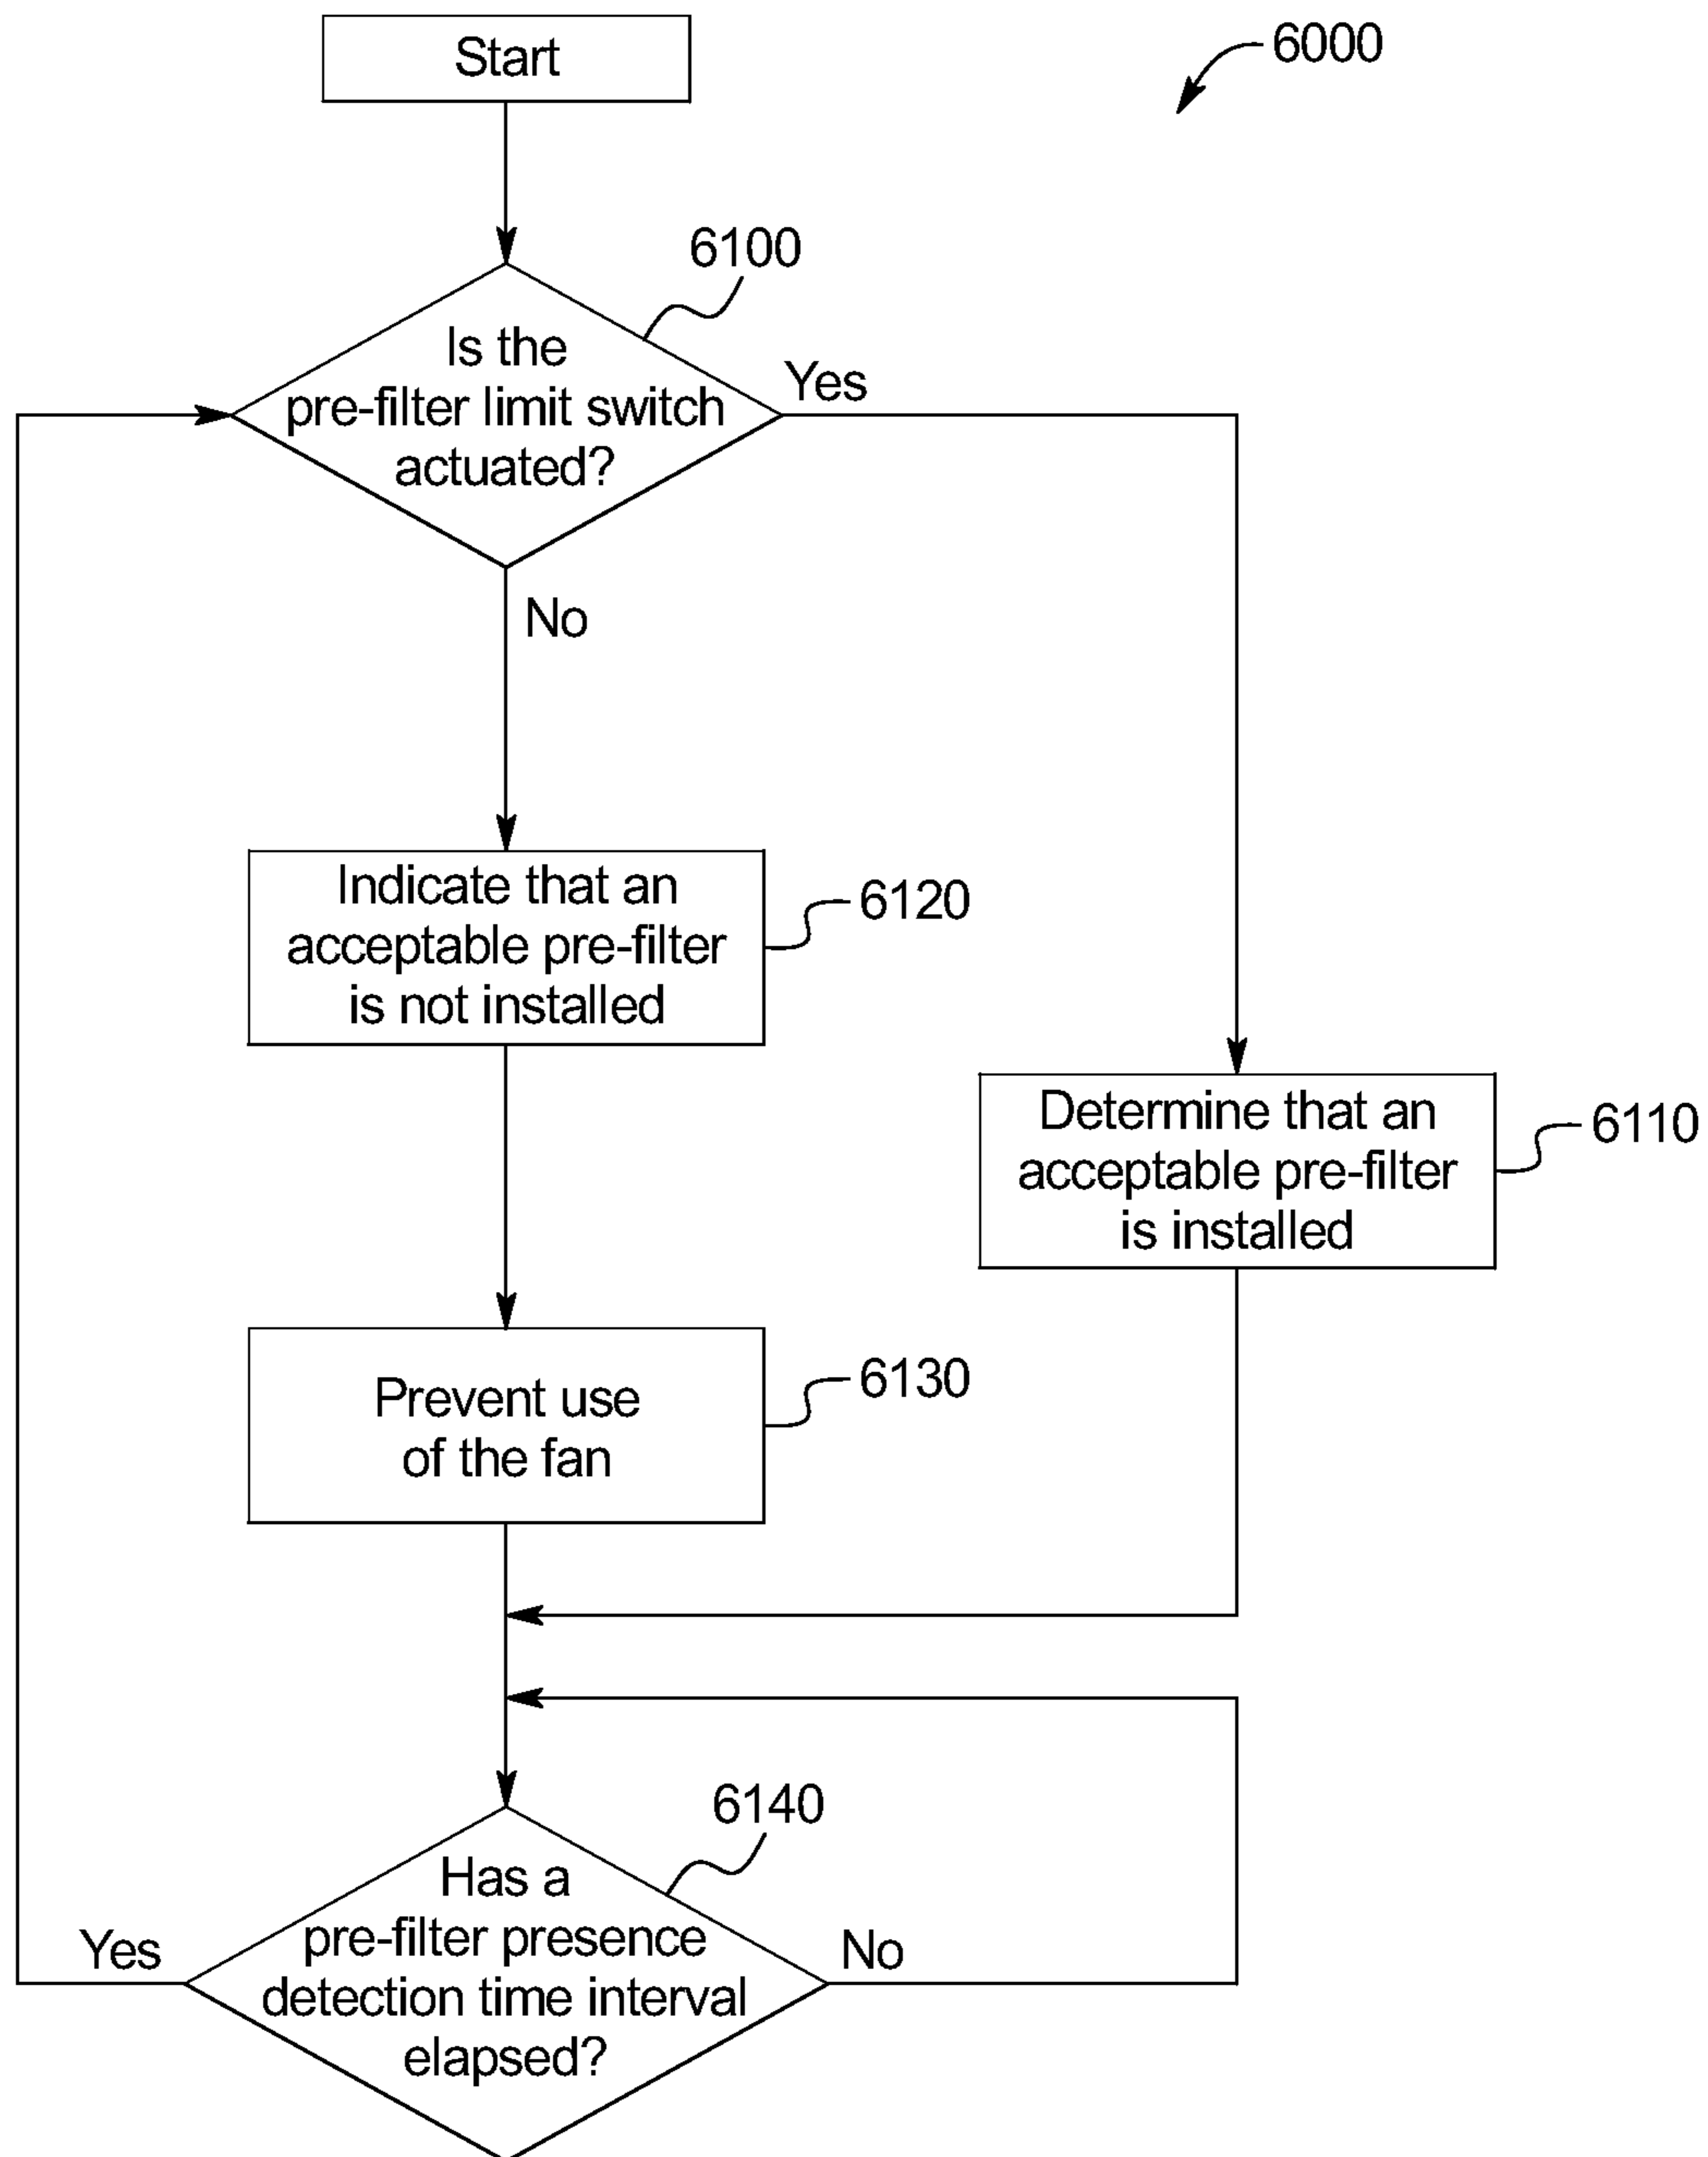 Start
6000
6100
Is the
pre-filter limit switch
actuated?
Yes
No
Indicate that an
acceptable pre-filter
is not installed
6120
Determine that an
acceptable pre-filter
is installed
6110
Prevent use
of the fan
6130
6140
Has a
pre-filter presence
detection time interval
elapsed?
Yes
No